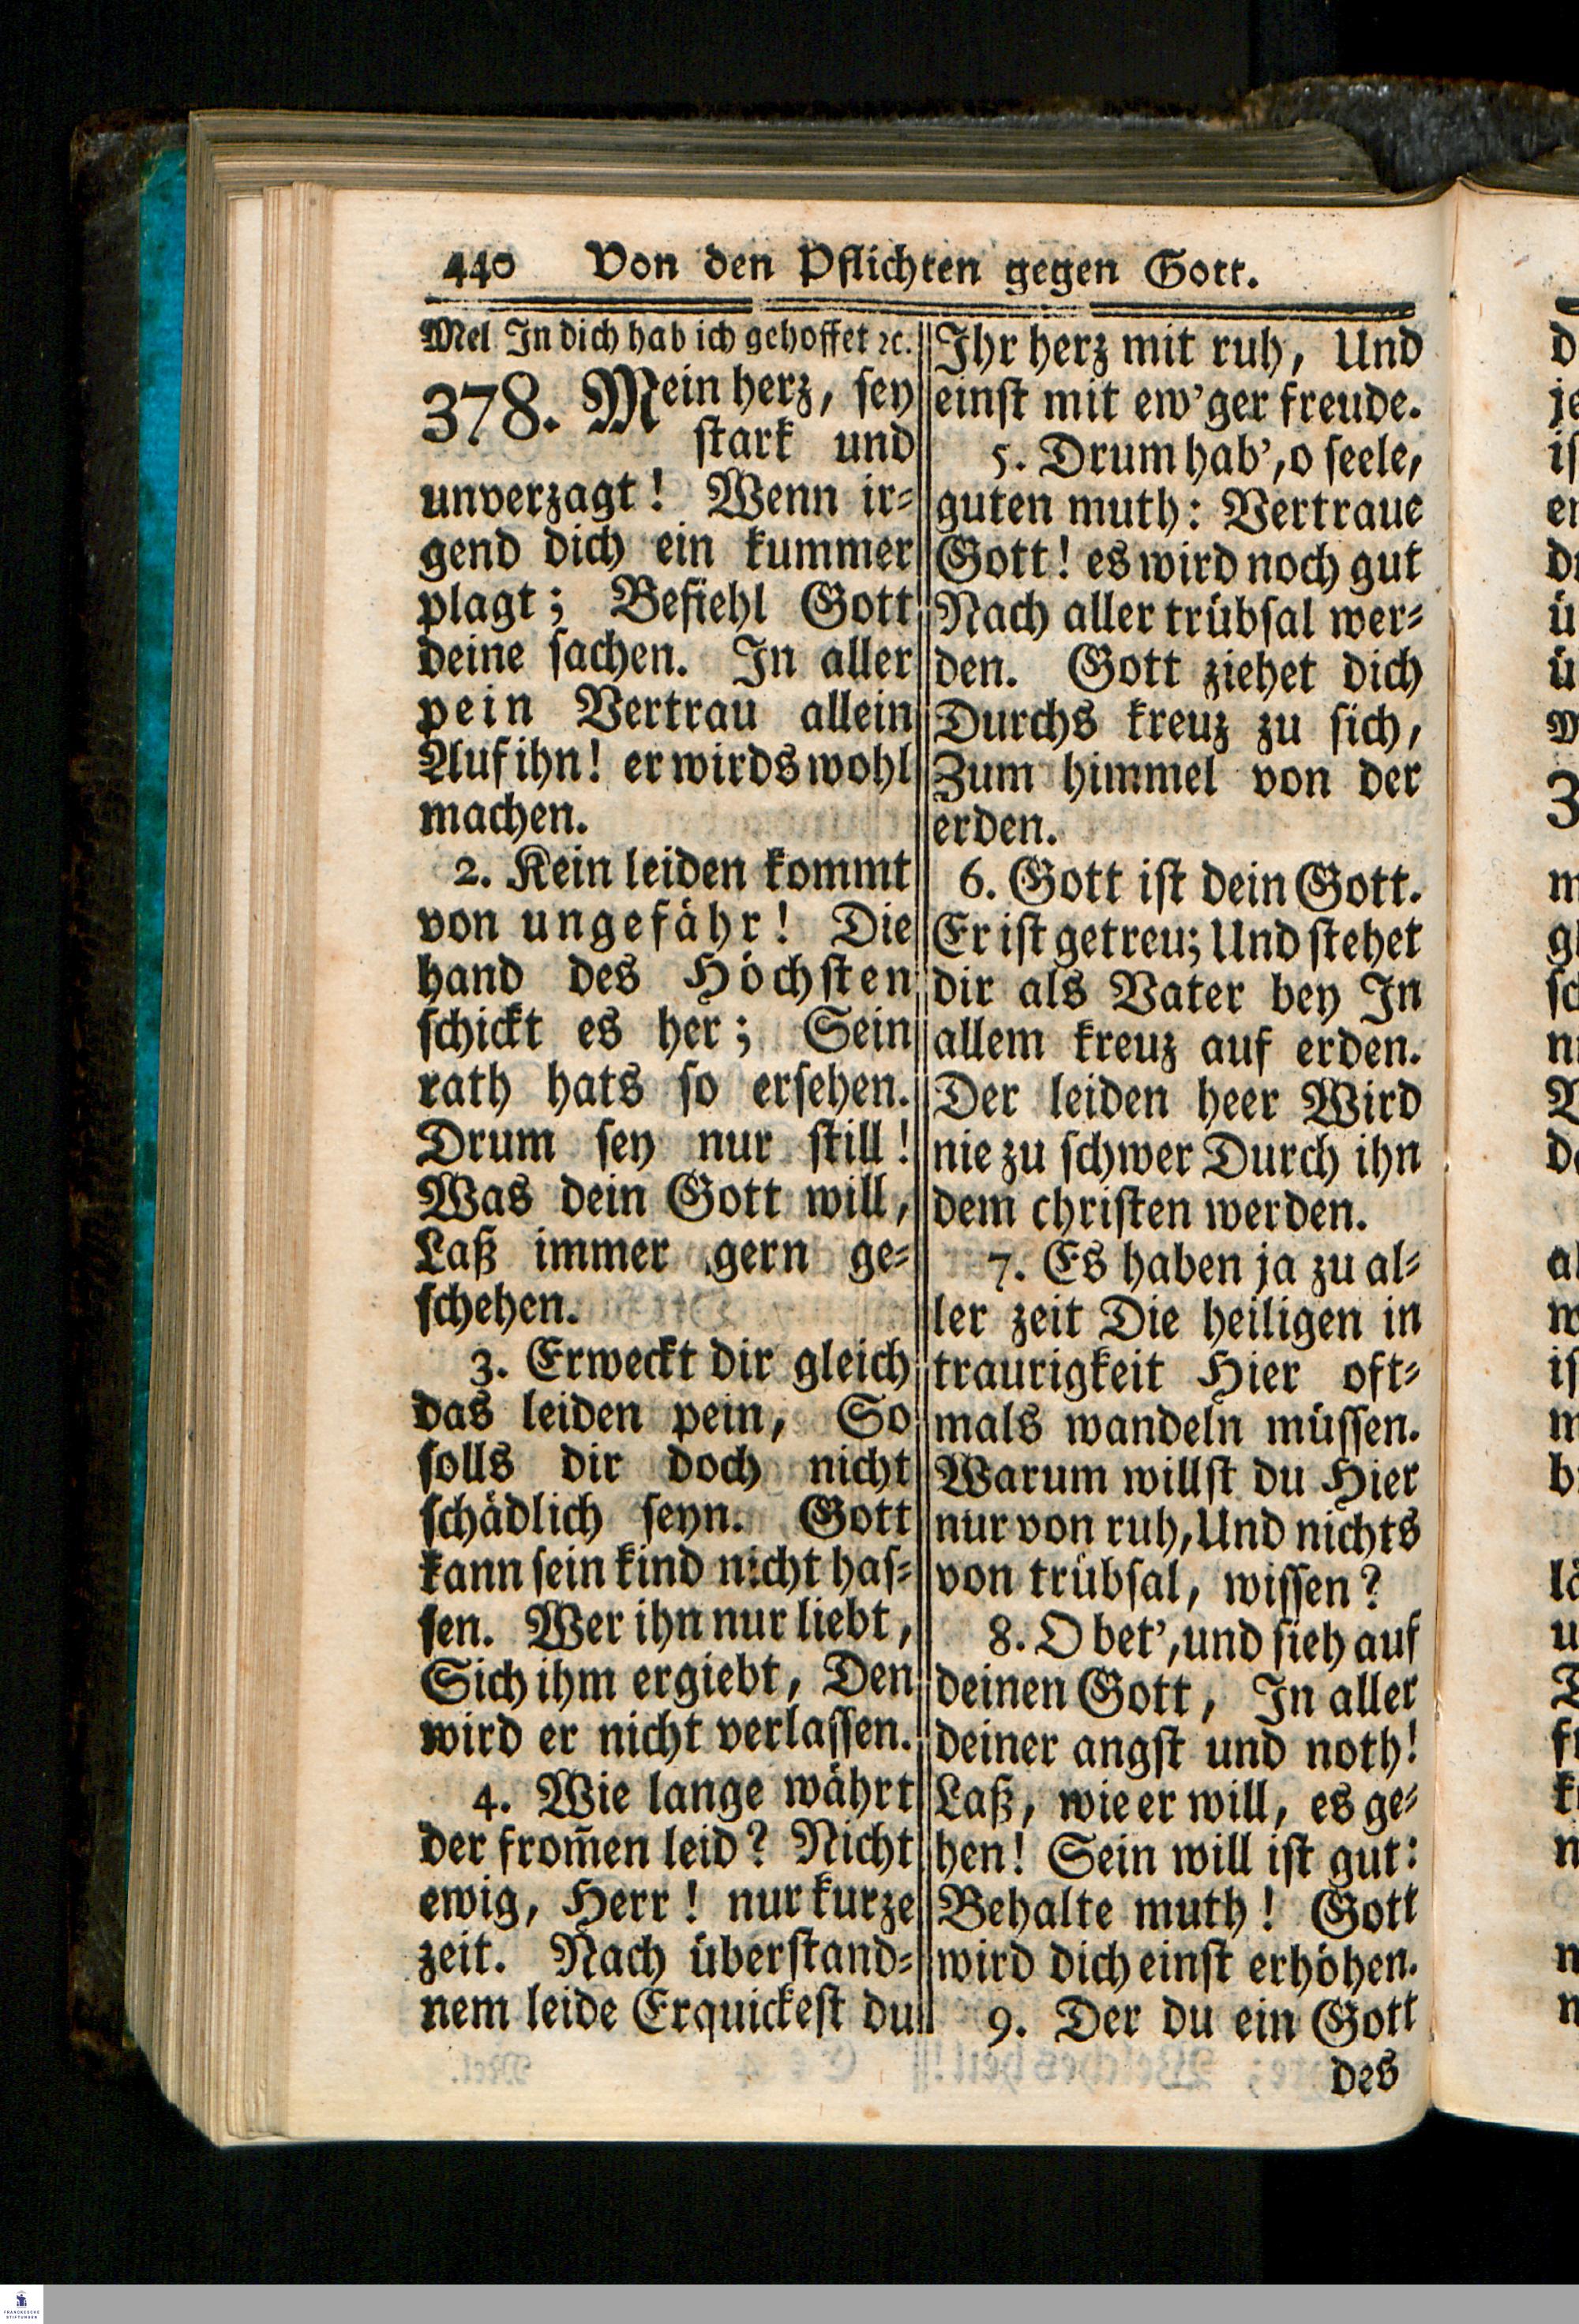 440 Von den Pflichten gegen Gott.
Mel In dich hab ich gehoffet ꝛc.
378. Mein herz, sey
stark und
unverzagt! Wenn ir⸗
gend dich ein kummer
plagt; Befiehl Gott
deine sachen. In aller
pein Vertrau allein
Auf ihn! er wirds wohl
machen.
2. Kein leiden kommt
von ungefähr! Die
hand des Höchsten
schickt es her; Sein
rath hats so ersehen.
Drum sey nur still!
Was dein Gott will,
Laß immer gern ge⸗
schehen.
3. Erweckt dir gleich
das leiden pein, So
solls dir doch nicht
schädlich seyn. Gott
kann sein kind nicht has⸗
sen. Wer ihn nur liebt,
Sich ihm ergiebt, Den
wird er nicht verlassen.
4. Wie lange währt
der from̃en leid? Nicht
ewig, Herr! nur kurze
zeit. Nach überstand⸗
nem leide Erquickest du
Ihr herz mit ruh, Und
einst mit ew'ger freude.
5. Drum hab', o seele,
guten muth: Vertraue
Gott! es wird noch gut
Nach aller trübsal wer⸗
den. Gott ziehet dich
Durchs kreuz zu sich,
Zum himmel von der
erden.
6. Gott ist dein Gott.
Er ist getreu; Und stehet
dir als Vater bey In
allem kreuz auf erden.
Der leiden heer Wird
nie zu schwer Durch ihn
dem christen werden.
7. Es haben ja zu al⸗
ler zeit Die heiligen in
traurigkeit Hier oft⸗
mals wandeln müssen.
Warum willst du Hier
nur von ruh, Und nichts
von trübsal, wissen?
8. O bet', und sieh auf
deinen Gott, In aller
deiner angst und noth!
Laß, wie er will, es ge⸗
hen! Sein will ist gut:
Behalte muth! Gott
wird dich einst erhöhen.
9. Der du ein Gott
des